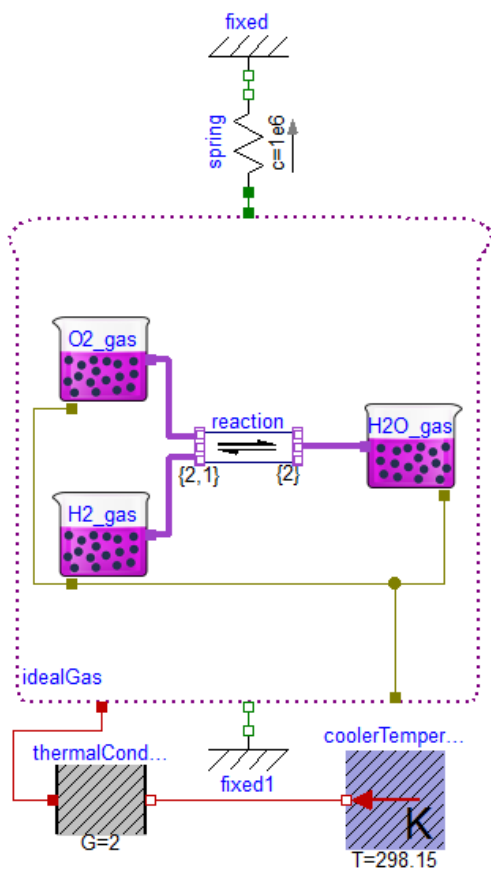 fixed
spring
c=1e6
O2_gas
reaction
H2O_gas
{2,1}
{2}
H2_gas
idealGas
coolerTemper...
thermalCond...
fixed1
K
G=2
T=298.15